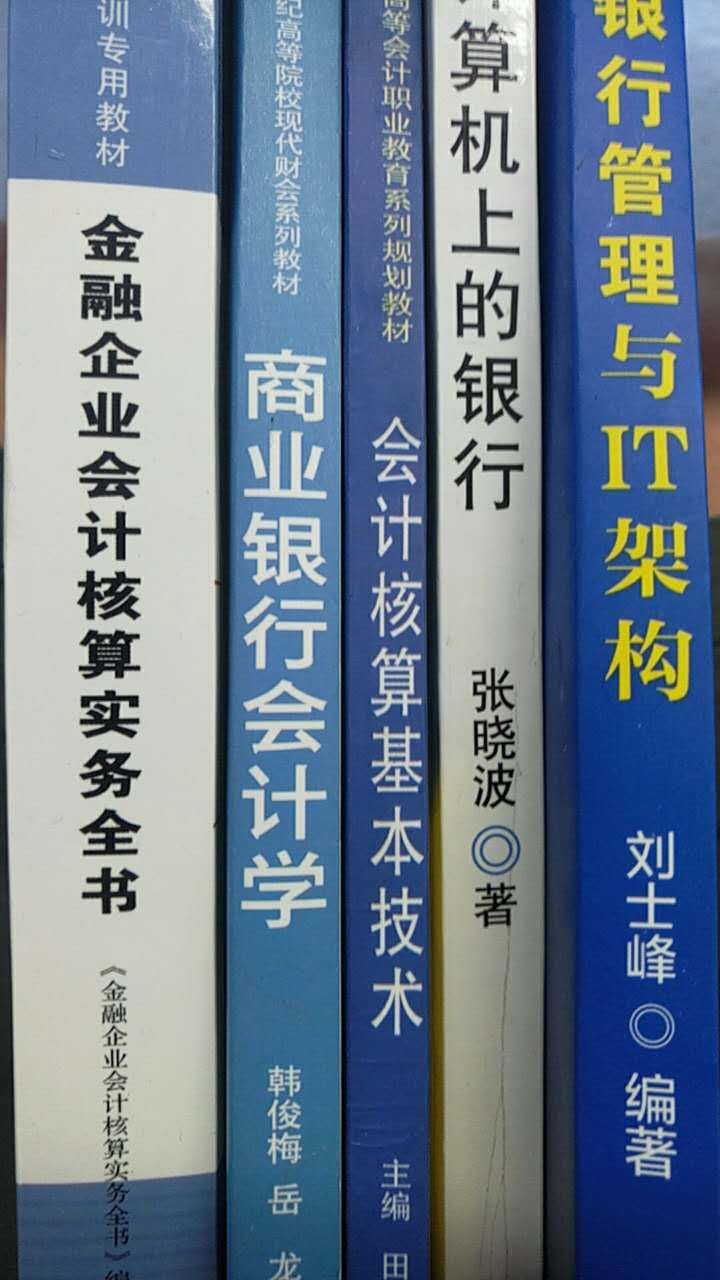 训专用教材
金融企业会计核算实务全书
《金融企业会计核算实务全书》编
纪高等院校现代财会系列教材
商业银行会计学
韩俊梅 岳 龙
高等会计职业教育系列规划教材
会计核算基本技术
主编 田
计算机上的银行
张晓波◎著
银行管理与IT架构
刘士峰◎编著